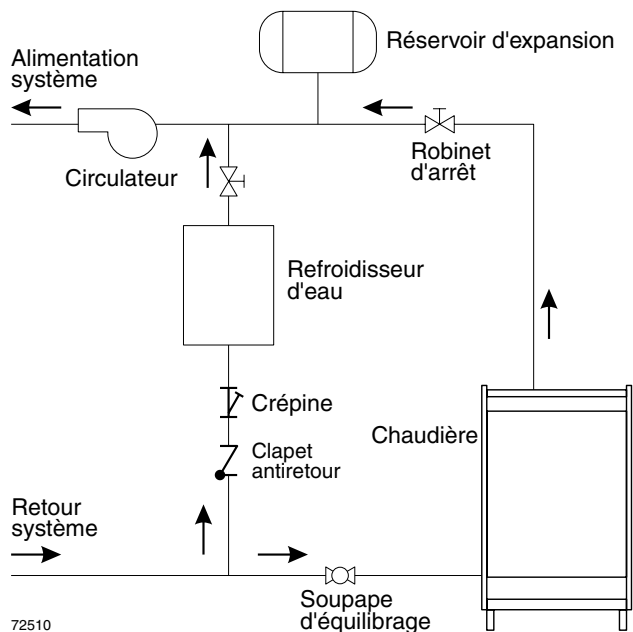 Réservoir d'expansion
Alimentation
système
Circulateur
Robinet
d'arrêt
Refroidisseur
d'eau
Crépine
Chaudière
Clapet
antiretour
Retour
système
Soupape
d'équilibrage
72510